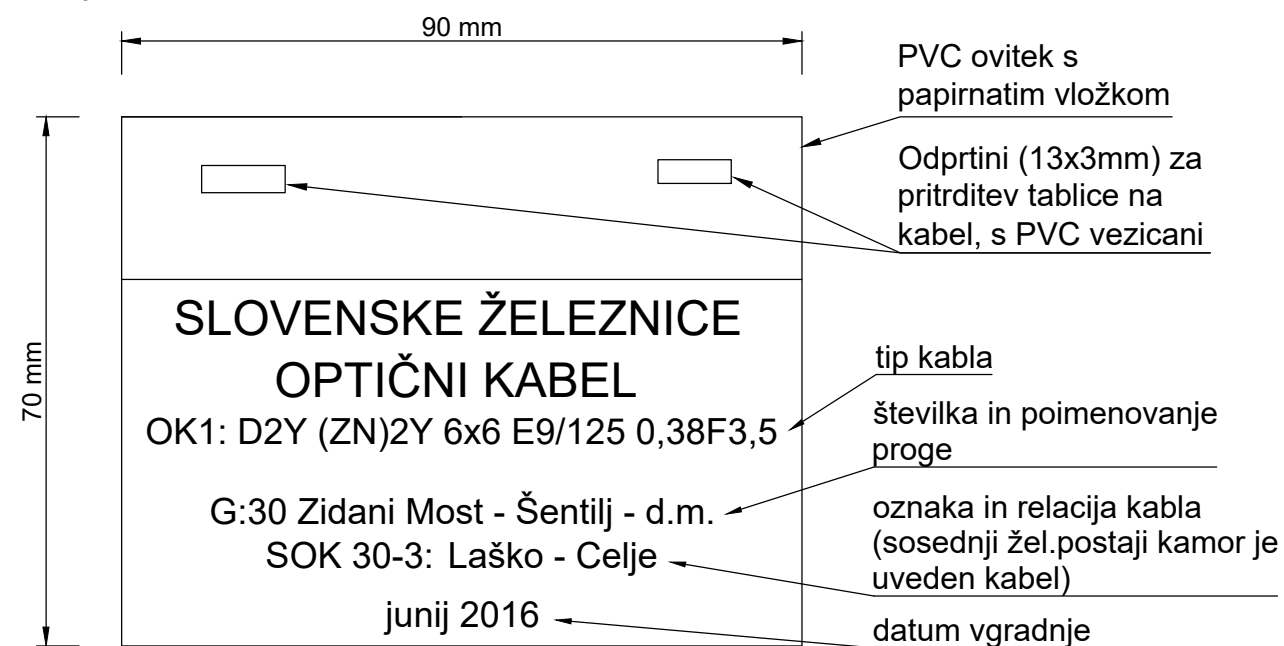 90 mm
PVC ovitek s
papirnatim vložkom
Odprtini (13x3mm) za
pritrditev tablice na
kabel, s PVC vezicani
70 mm
SLOVENSKE ŽELEZNICE
OPTIČNI KABEL
OK1: D2Y (ZN)2Y 6x6 E9/125 0,38F3,5
G:30 Zidani Most - Šentilj - d.m.
SOK 30-3: Laško - Celje
junij 2016
tip kabla
številka in poimenovanje
proge
oznaka in relacija kabla
(sosednji žel.postaji kamor je
uveden kabel)
datum vgradnje